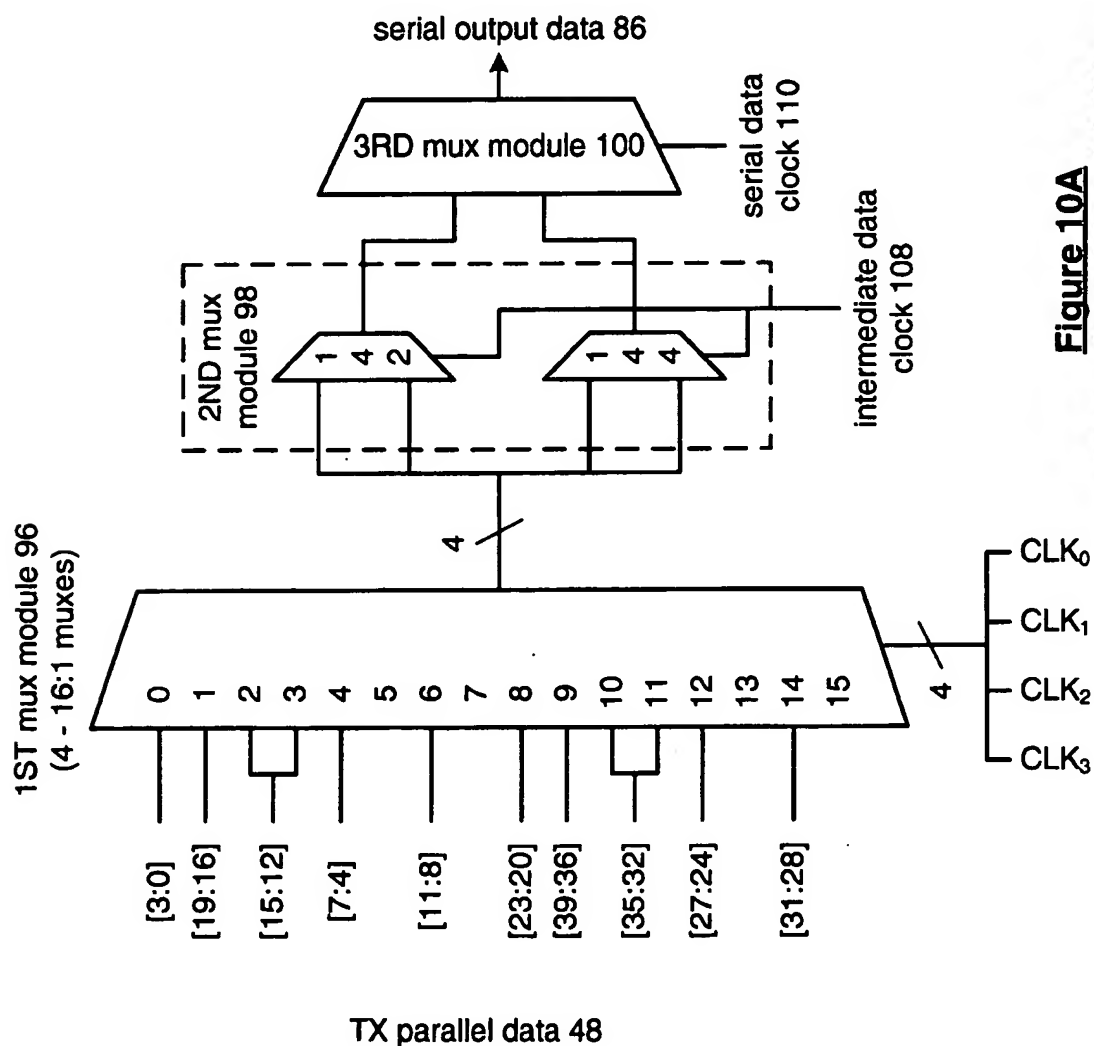 serial output data 86
3RD mux module 100
serial data
clock 110
2ND mux
module 98
1
4
2
1
4
4
intermediate data
clock 108
4
1ST mux module 96
(4 - 16:1 muxes)
0
1
2
3
4
5
6
7
8
9
10
11
12
13
14
15
[3:0]
[19:16]
[15:12]
[7:4]
[11:8]
[23:20]
[39:36]
[35:32]
[27:24]
[31:28]
4
CLK₀
CLK₁
CLK₂
CLK₃
TX parallel data 48
Figure 10A